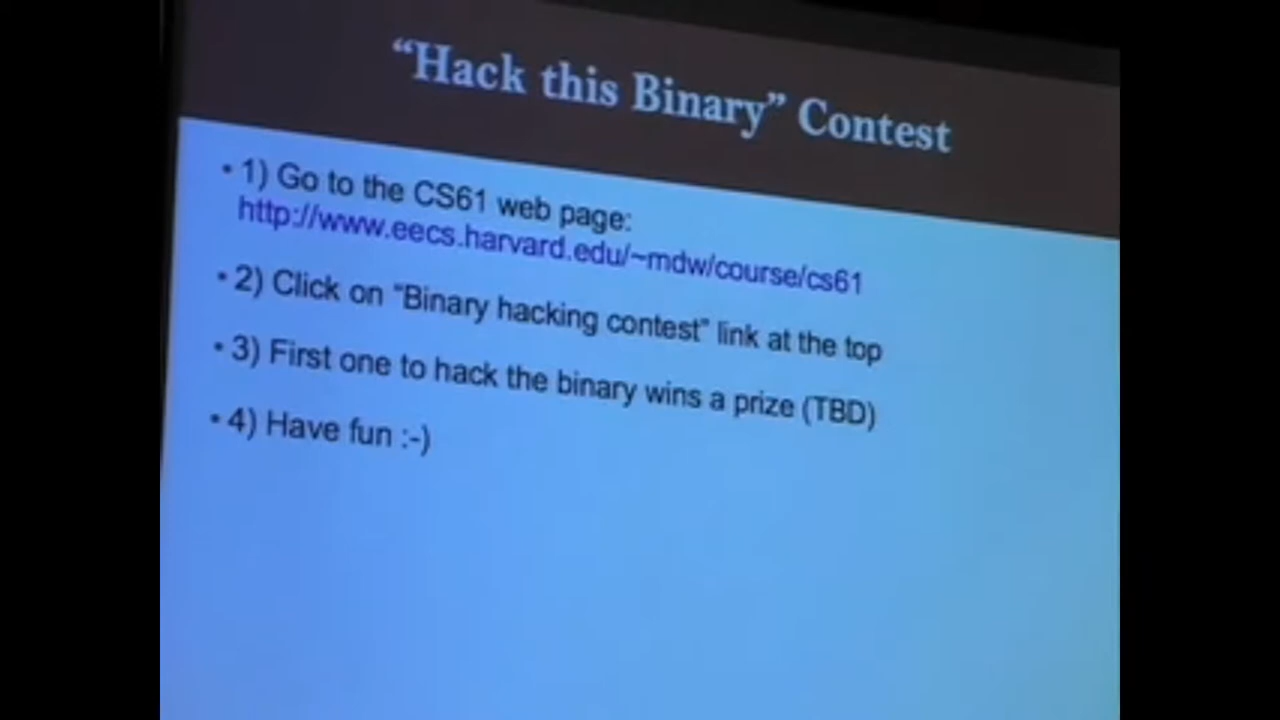 “Hack this Binary” Contest
• 1) Go to the CS61 web page:
http://www.eecs.harvard.edu/~mdw/course/cs61
• 2) Click on “Binary hacking contest” link at the top
• 3) First one to hack the binary wins a prize (TBD)
• 4) Have fun :-)